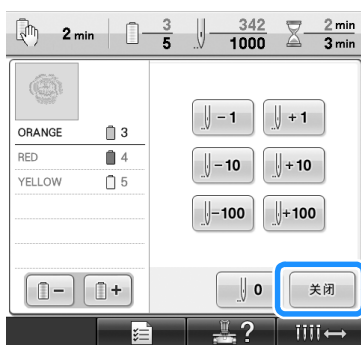 2 min 3 5 342 1000 2 min 3 min
ORANGE 3
RED 4
YELLOW 5
-1 +1
-10 +10
-100 +100
- + 0 关闭
?